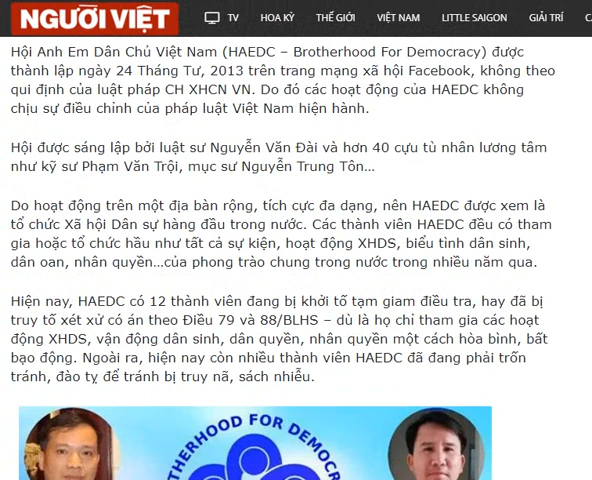 NGƯỜI VIỆT
TV HOA KỲ THẾ GIỚI VIỆT NAM LITTLE SAIGON GIẢI TRÍ
Hội Anh Em Dân Chủ Việt Nam (HAEDC – Brotherhood For Democracy) được
thành lập ngày 24 Tháng Tư, 2013 trên trang mạng xã hội Facebook, không theo
qui định của luật pháp CH XHCN VN. Do đó các hoạt động của HAEDC không
chịu sự điều chỉnh của pháp luật Việt Nam hiện hành.
Hội được sáng lập bởi luật sư Nguyễn Văn Đài và hơn 40 cựu tù nhân lương tâm
như kỹ sư Phạm Văn Trội, mục sư Nguyễn Trung Tôn…
Do hoạt động trên một địa bàn rộng, tích cực đa dạng, nên HAEDC được xem là
tổ chức Xã hội Dân sự hàng đầu trong nước. Các thành viên HAEDC đều có tham
gia hoặc tổ chức hầu như tất cả sự kiện, hoạt động XHDS, biểu tình dân sinh,
dân oan, nhân quyền…của phong trào chung trong nước trong nhiều năm qua.
Hiện nay, HAEDC có 12 thành viên đang bị khởi tố tạm giam điều tra, hay đã bị
truy tố xét xử có án theo Điều 79 và 88/BLHS – dù là họ chỉ tham gia các hoạt
động XHDS, vận động dân sinh, dân quyền, nhân quyền một cách hòa bình, bất
bạo động. Ngoài ra, hiện nay còn nhiều thành viên HAEDC đã đang phải trốn
tránh, đào tỵ để tránh bị truy nã, sách nhiễu.
THERHOOD FOR DEMOC